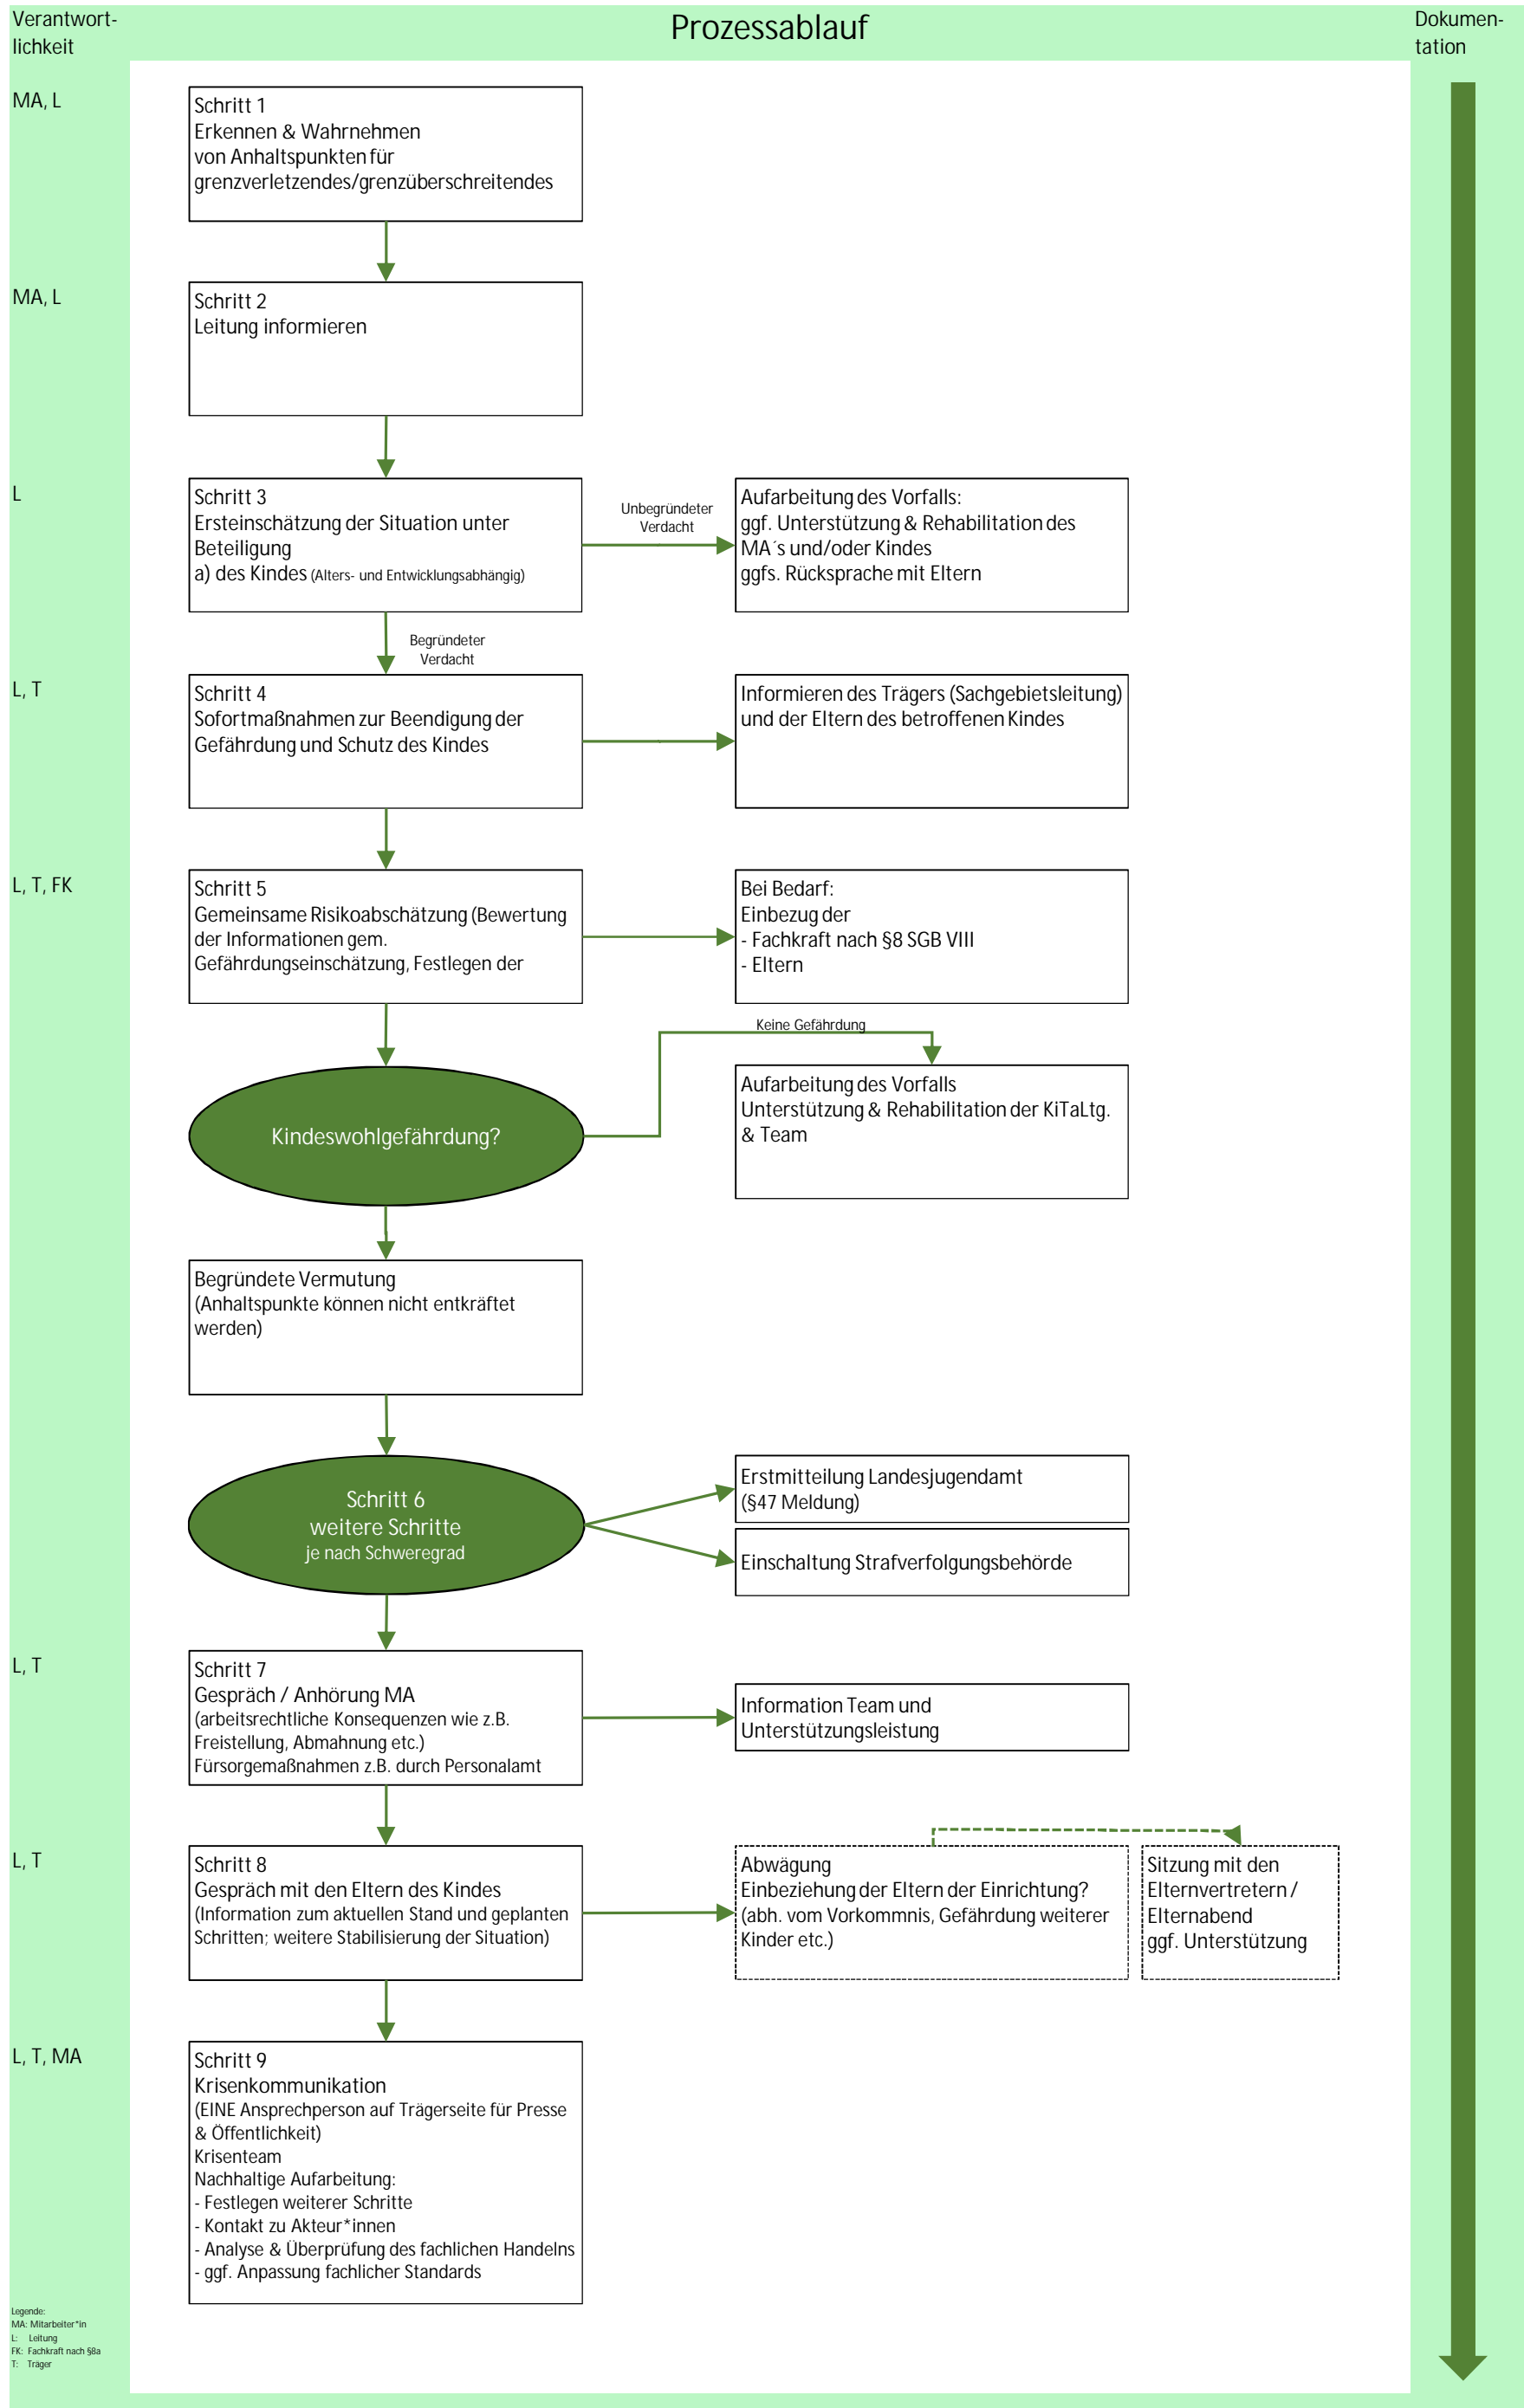 Verantwort-
lichkeit
Prozessablauf
Dokumen-
tation
MA, L
Schritt 1
Erkennen & Wahrnehmen
von Anhaltspunkten für
grenzverletzendes/grenzüberschreitendes
MA, L
Schritt 2
Leitung informieren
L
Schritt 3
Ersteinschätzung der Situation unter
Beteiligung
a) des Kindes (Alters- und Entwicklungsabhängig)
Unbegründeter
Verdacht
Aufarbeitung des Vorfalls:
ggf. Unterstützung & Rehabilitation des
MA´s und/oder Kindes
ggfs. Rücksprache mit Eltern
Begründeter
Verdacht
L, T
Schritt 4
Sofortmaßnahmen zur Beendigung der
Gefährdung und Schutz des Kindes
Informieren des Trägers (Sachgebietsleitung)
und der Eltern des betroffenen Kindes
L, T, FK
Schritt 5
Gemeinsame Risikoabschätzung (Bewertung
der Informationen gem.
Gefährdungseinschätzung, Festlegen der
Bei Bedarf:
Einbezug der
- Fachkraft nach §8 SGB VIII
- Eltern
Keine Gefährdung
Kindeswohlgefährdung?
Aufarbeitung des Vorfalls
Unterstützung & Rehabilitation der KiTaLtg.
& Team
Begründete Vermutung
(Anhaltspunkte können nicht entkräftet
werden)
Schritt 6
weitere Schritte
je nach Schweregrad
Erstmitteilung Landesjugendamt
(§47 Meldung)
Einschaltung Strafverfolgungsbehörde
L, T
Schritt 7
Gespräch / Anhörung MA
(arbeitsrechtliche Konsequenzen wie z.B.
Freistellung, Abmahnung etc.)
Fürsorgemaßnahmen z.B. durch Personalamt
Information Team und
Unterstützungsleistung
L, T
Schritt 8
Gespräch mit den Eltern des Kindes
(Information zum aktuellen Stand und geplanten
Schritten; weitere Stabilisierung der Situation)
Abwägung
Einbeziehung der Eltern der Einrichtung?
(abh. vom Vorkommnis, Gefährdung weiterer
Kinder etc.)
Sitzung mit den
Elternvertretern /
Elternabend
ggf. Unterstützung
L, T, MA
Schritt 9
Krisenkommunikation
(EINE Ansprechperson auf Trägerseite für Presse
& Öffentlichkeit)
Krisenteam
Nachhaltige Aufarbeitung:
- Festlegen weiterer Schritte
- Kontakt zu Akteur*innen
- Analyse & Überprüfung des fachlichen Handelns
- ggf. Anpassung fachlicher Standards
Legende:
MA: Mitarbeiter*in
L: Leitung
FK: Fachkraft nach §8a
T: Träger